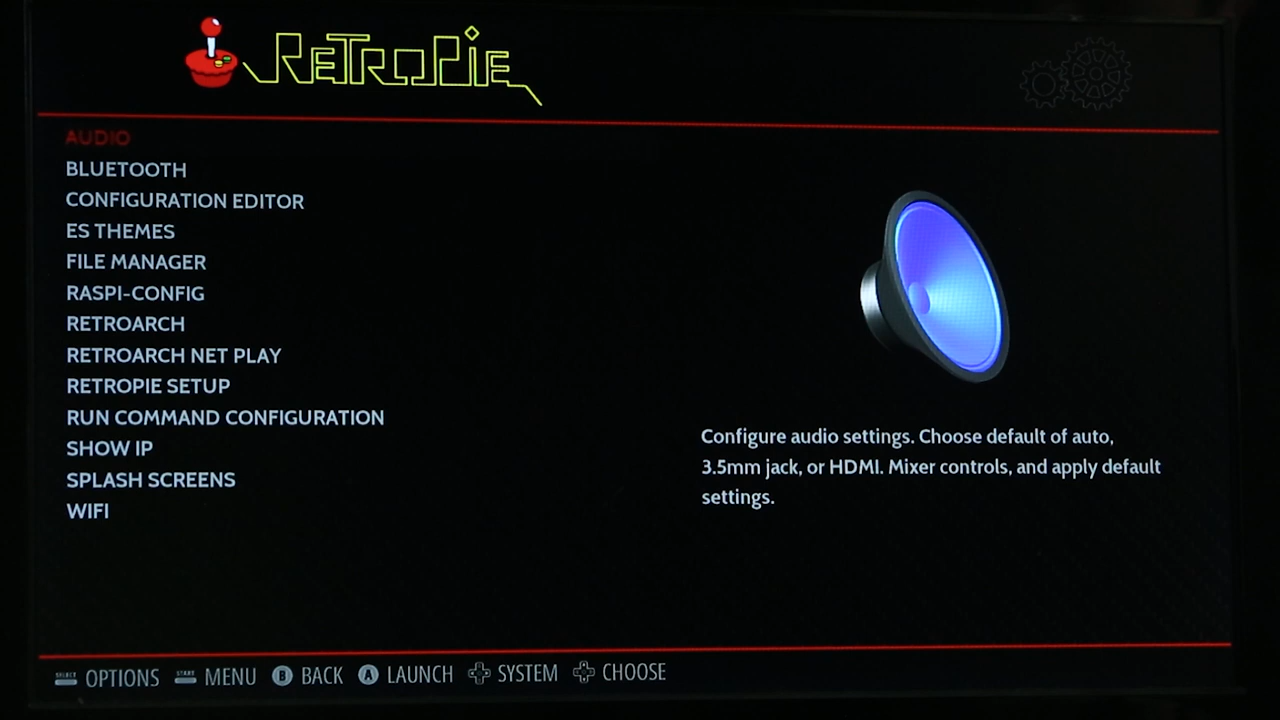 RETROPIE
AUDIO
BLUETOOTH
CONFIGURATION EDITOR
ES THEMES
FILE MANAGER
RASPI-CONFIG
RETROARCH
RETROARCH NET PLAY
RETROPIE SETUP
RUN COMMAND CONFIGURATION
SHOW IP
SPLASH SCREENS
WIFI
Configure audio settings. Choose default of auto,
3.5mm jack, or HDMI. Mixer controls, and apply default
settings.
SELECT OPTIONS START MENU B BACK A LAUNCH SYSTEM CHOOSE